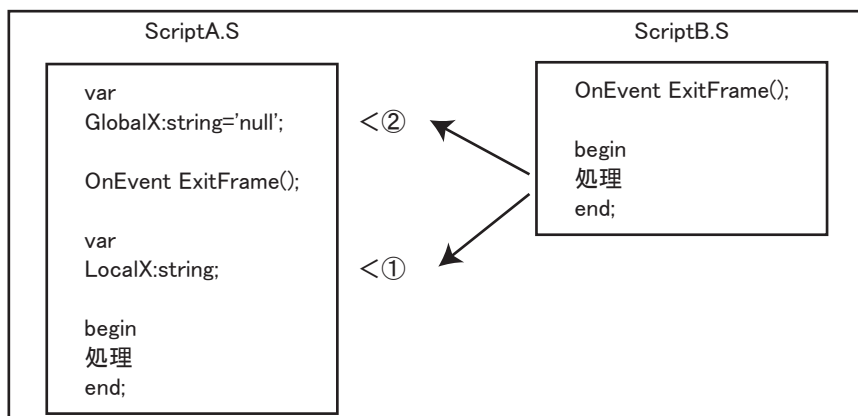 ScriptA.S
var
GlobalX:string='null';
<②
OnEvent ExitFrame();
var
LocalX:string;
<①
begin
処理
end;
ScriptB.S
OnEvent ExitFrame();
begin
処理
end;